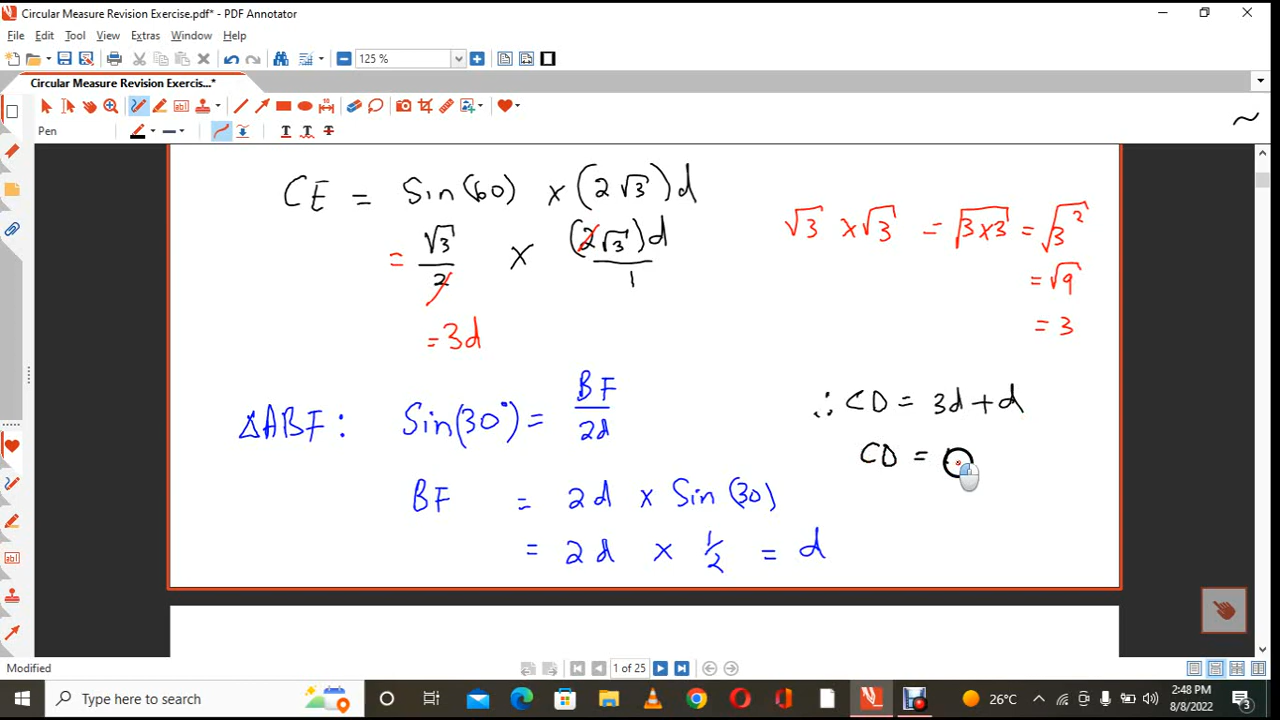 Circular Measure Revision Exercise.pdf* - PDF Annotator
File Edit Tool View Extras Window Help
125 %
Circular Measure Revision Exercis...*
Pen
CE = Sin(60) × (2√3)d
= √3/2 × (2√3)d/1
= 3d
√3 × √3 = √3×3 = √3²
= √9
= 3
ΔABF: Sin(30°) = BF/2d
BF = 2d × Sin(30)
= 2d × 1/2 = d
∴ CD = 3d + d
CD =
Modified
1 of 25
Type here to search
26°C
2:48 PM
8/8/2022
3